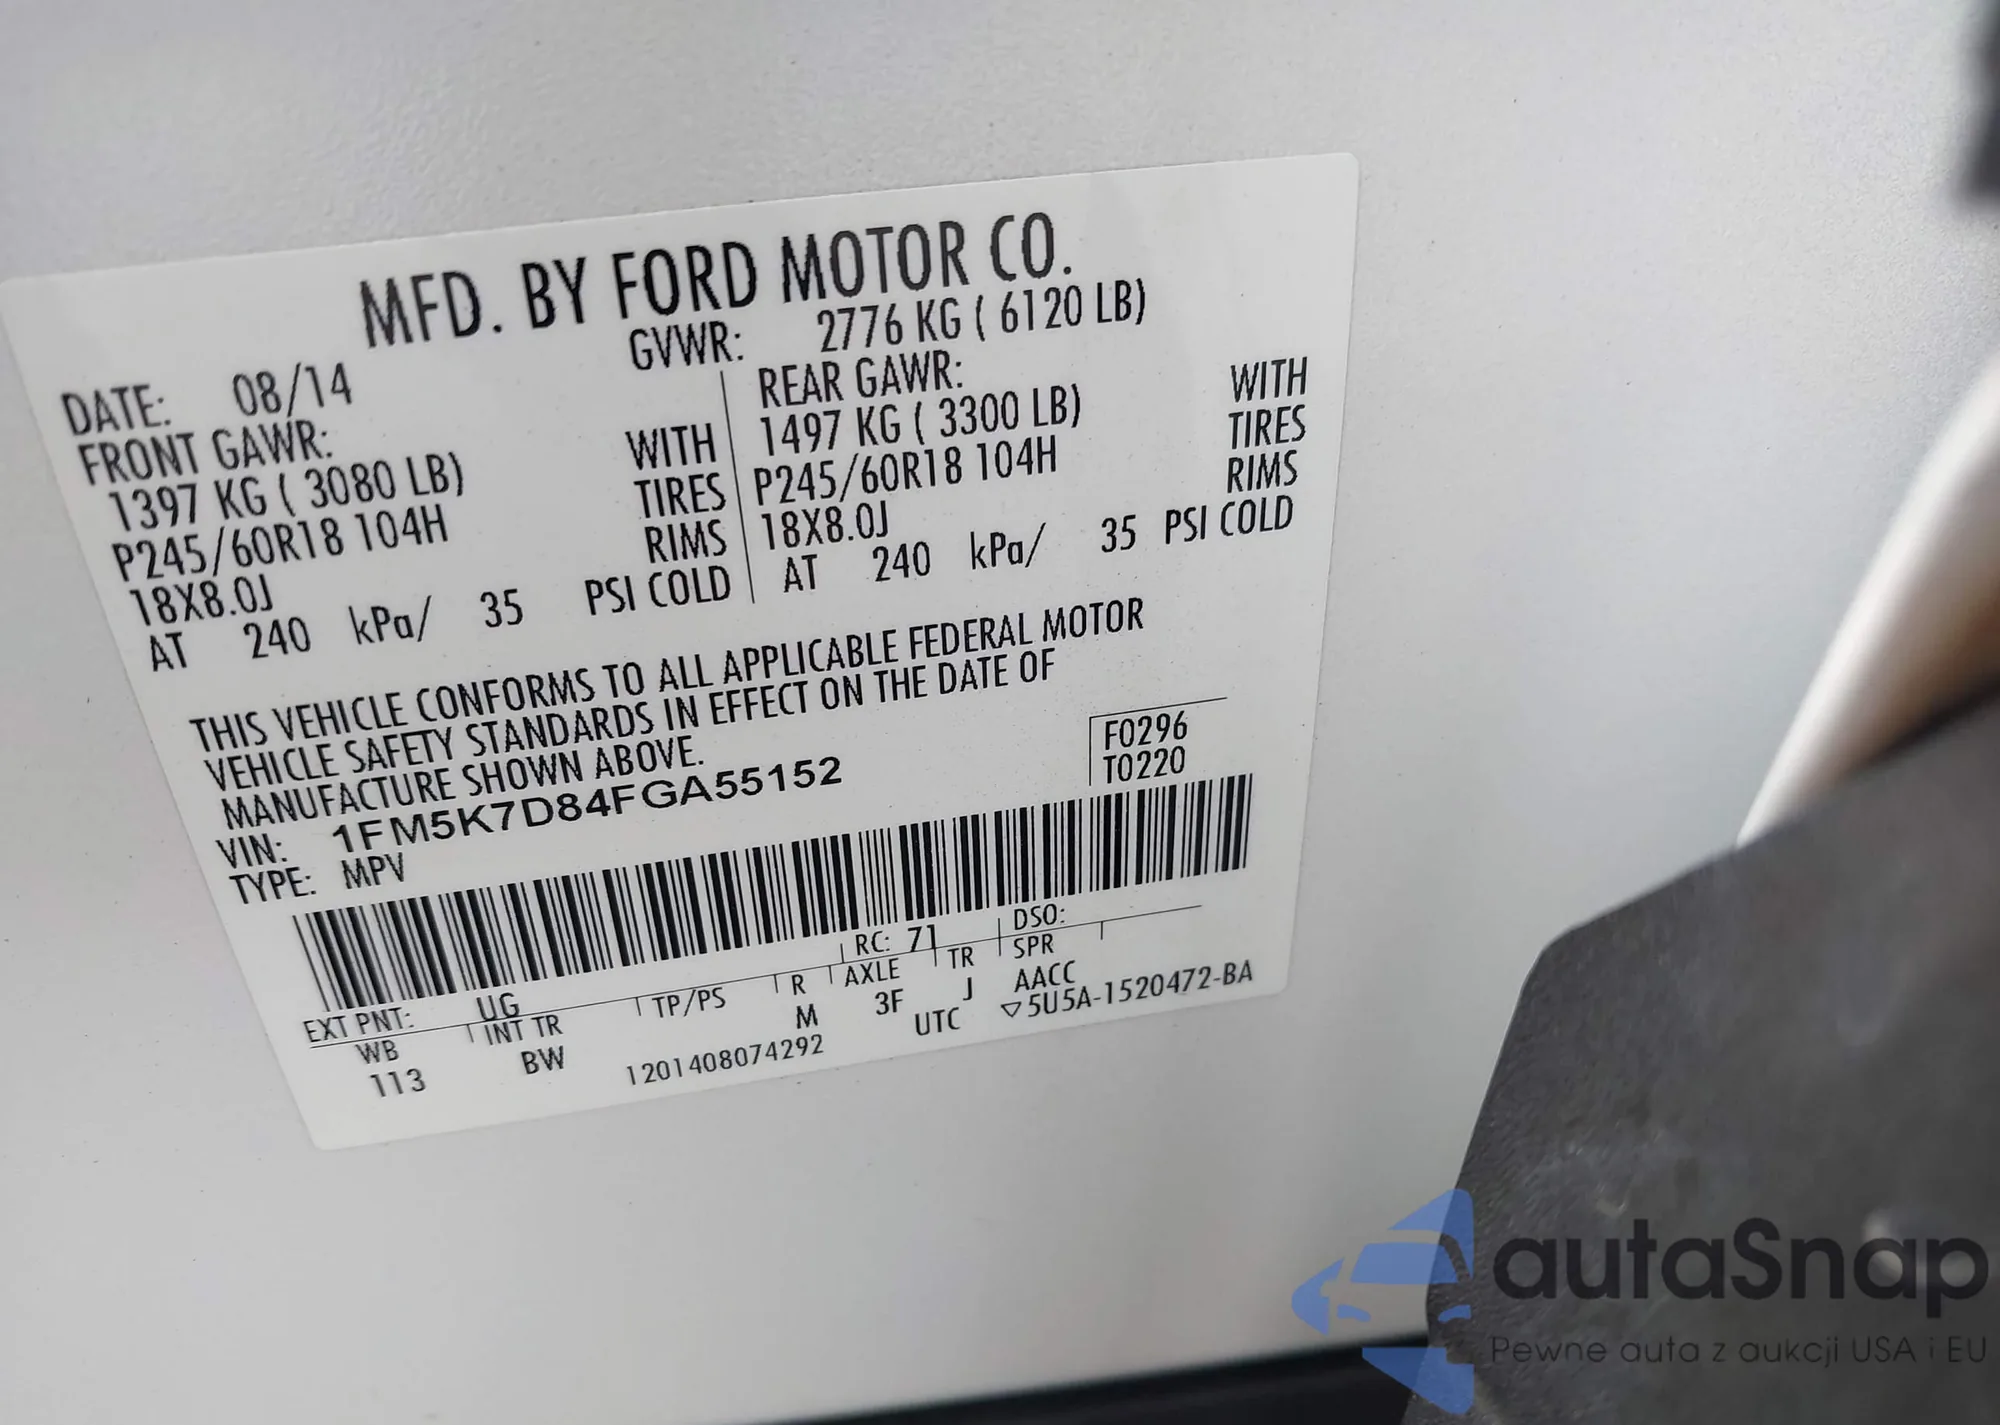 MFD. BY FORD MOTOR CO.
DATE: 08/14 GVWR: 2776 KG ( 6120 LB)
FRONT GAWR: REAR GAWR:
1397 KG ( 3080 LB) WITH 1497 KG ( 3300 LB) WITH
P245/60R18 104H TIRES P245/60R18 104H TIRES
18X8.0J RIMS 18X8.0J RIMS
AT 240 kPa/ 35 PSI COLD AT 240 kPa/ 35 PSI COLD
THIS VEHICLE CONFORMS TO ALL APPLICABLE FEDERAL MOTOR
VEHICLE SAFETY STANDARDS IN EFFECT ON THE DATE OF
MANUFACTURE SHOWN ABOVE.
F0296
VIN: 1FM5K7D84FGA55152
T0220
TYPE: MPV
EXT PNT: UG RC: 71 DSO:
WB INT TR TP/PS R AXLE TR SPR
113 BW M 3F J AACC
1201408074292 UTC ▽5U5A-1520472-BA
autaSnap
Pewne auta z aukcji USA i EU